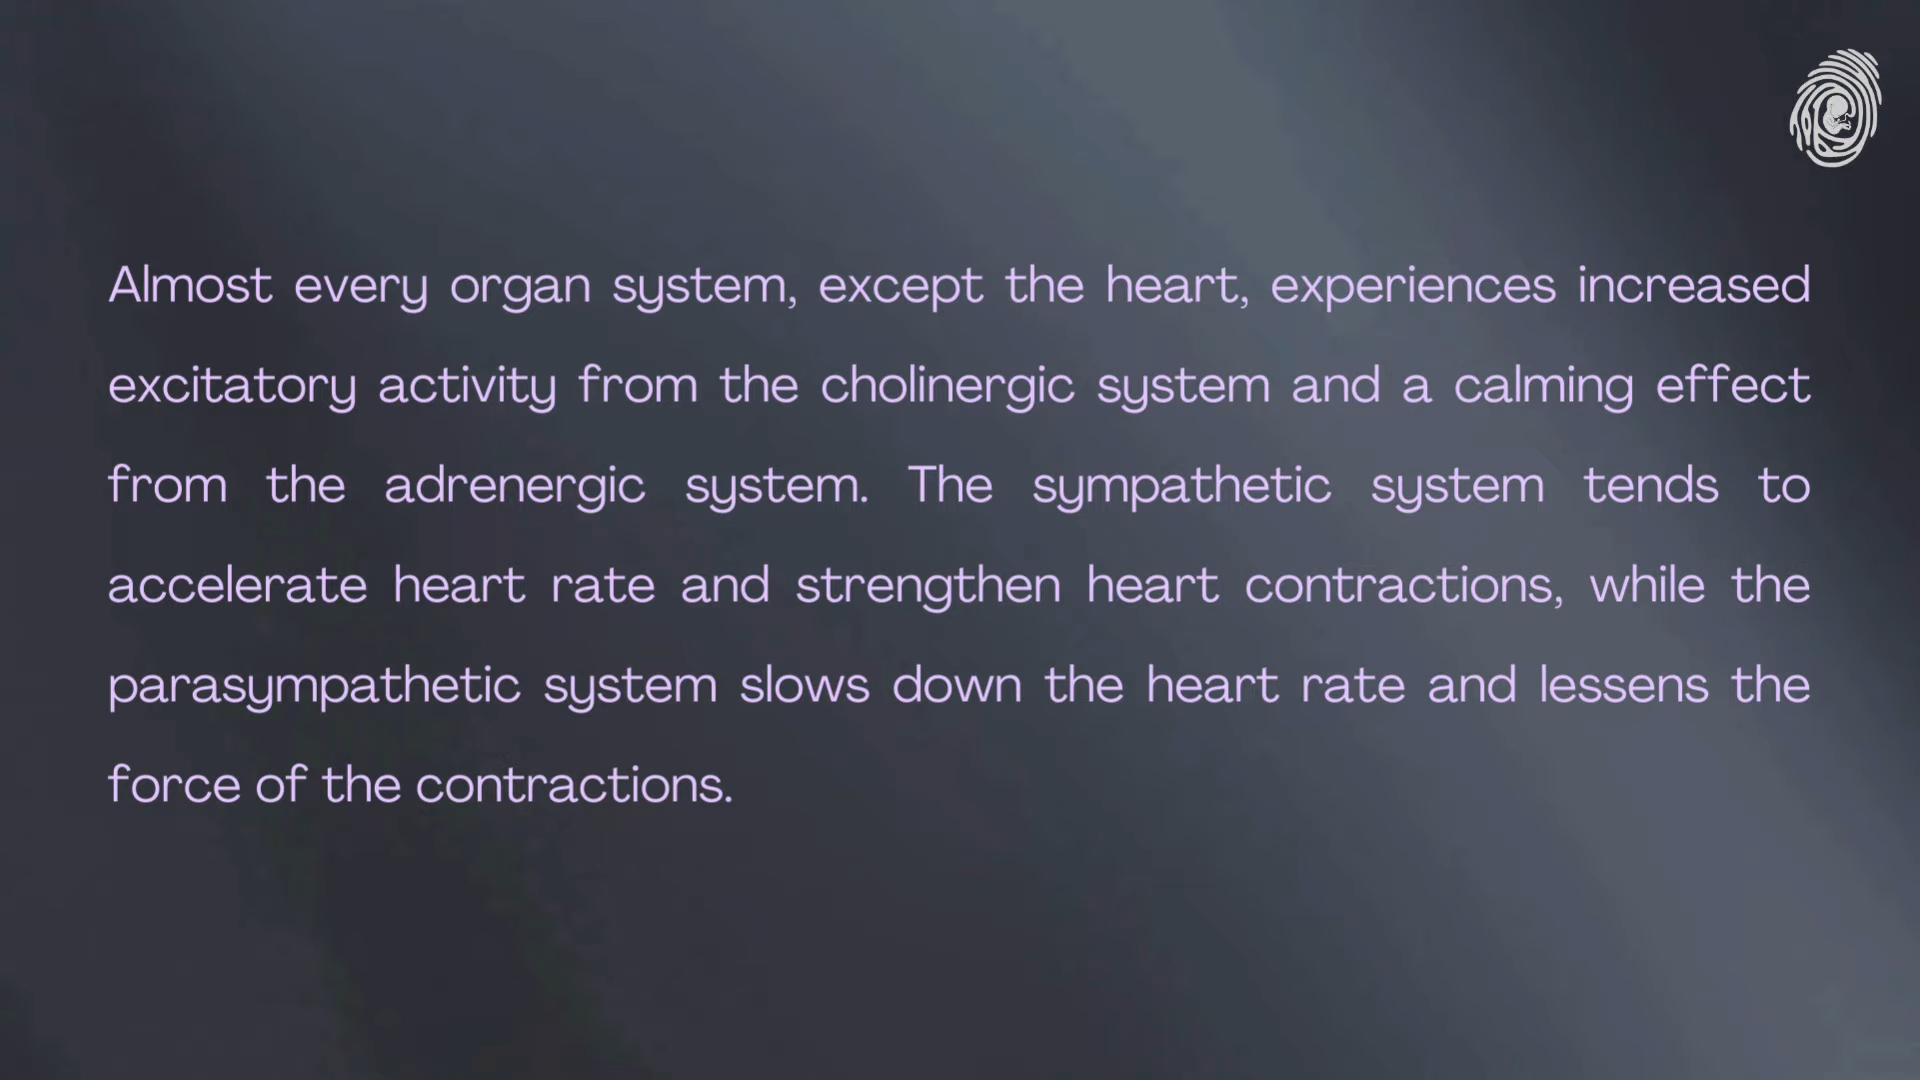 Almost every organ system, except the heart, experiences increased
excitatory activity from the cholinergic system and a calming effect
from the adrenergic system. The sympathetic system tends to
accelerate heart rate and strengthen heart contractions, while the
parasympathetic system slows down the heart rate and lessens the
force of the contractions.